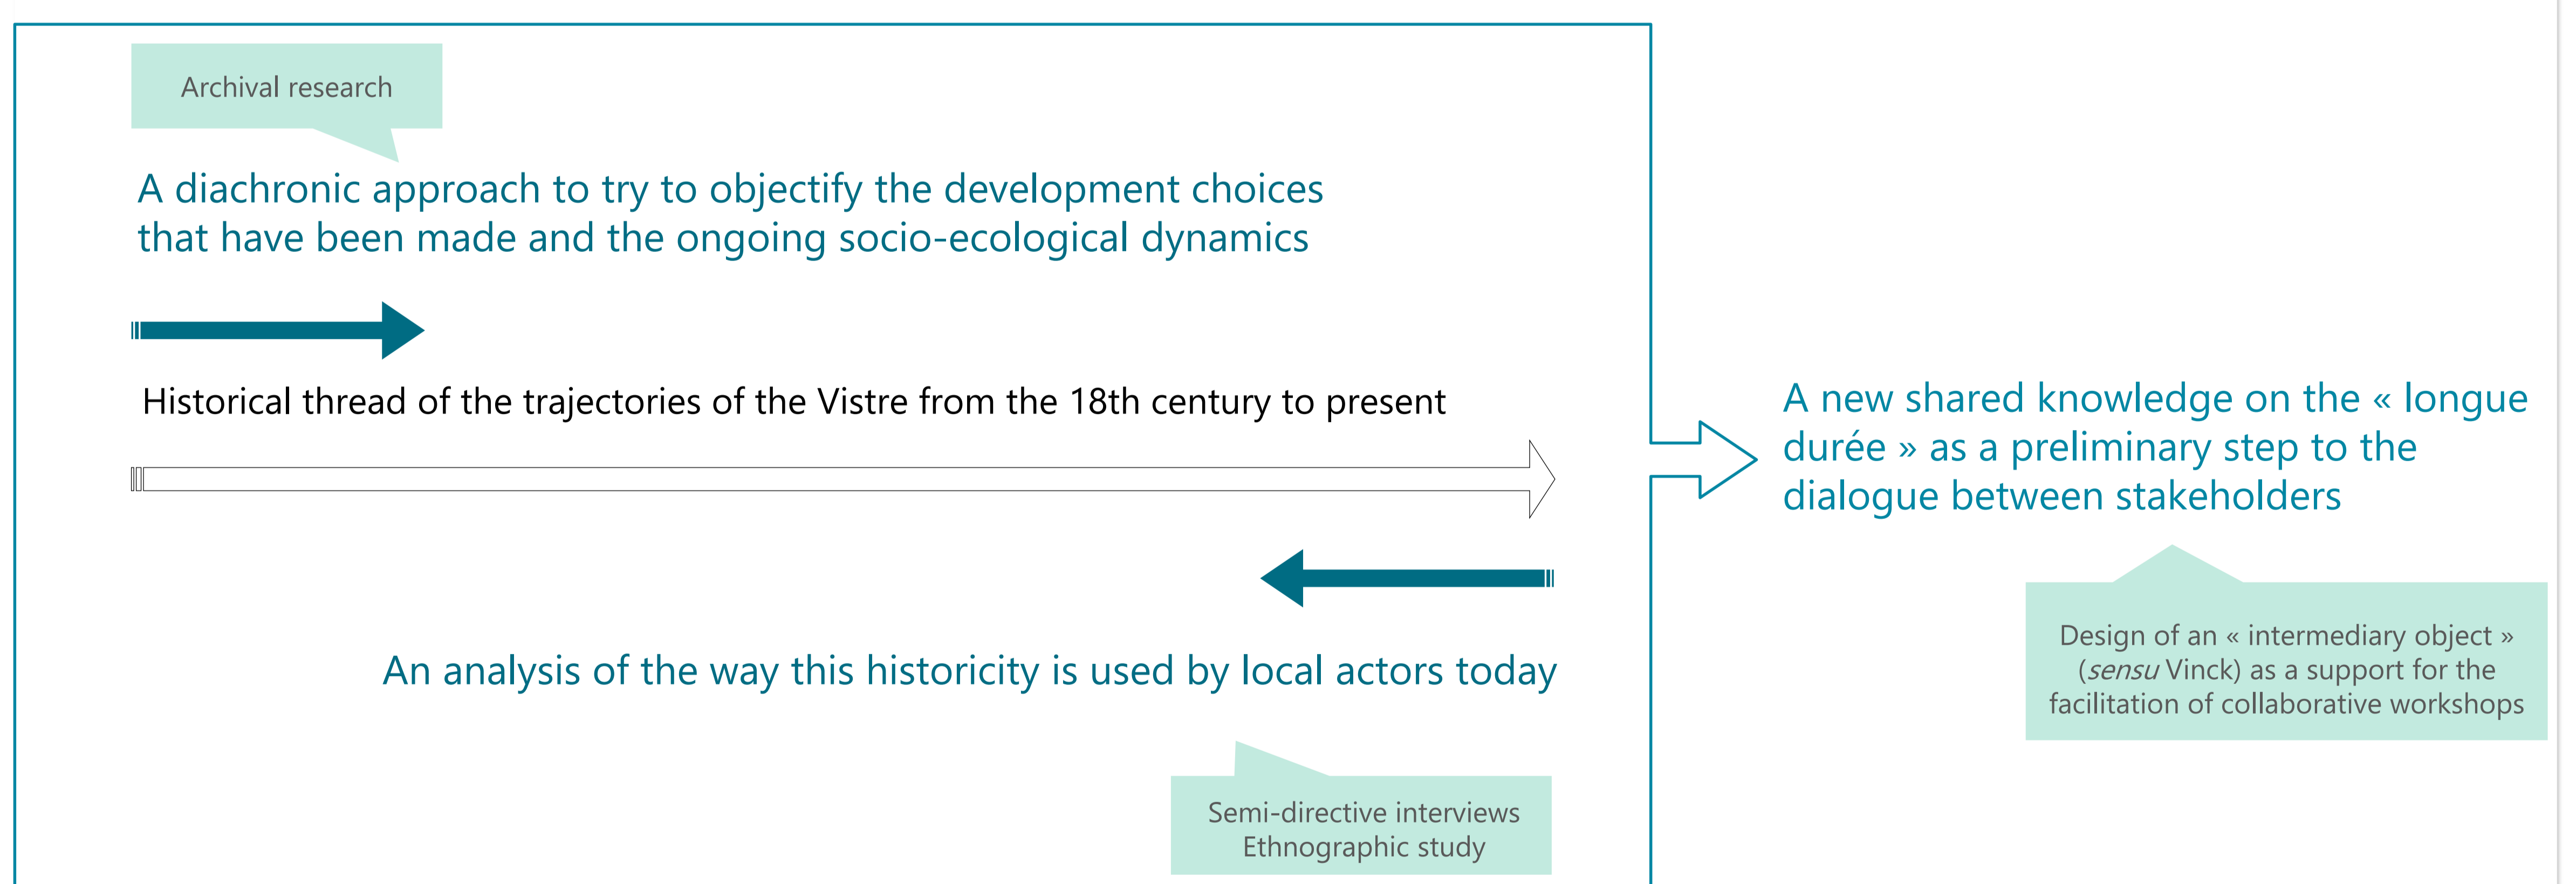 Archival research
A diachronic approach to try to objectify the development choices
that have been made and the ongoing socio-ecological dynamics
Historical thread of the trajectories of the Vistre from the 18th century to present
An analysis of the way this historicity is used by local actors today
Semi-directive interviews
Ethnographic study
A new shared knowledge on the « longue
durée » as a preliminary step to the
dialogue between stakeholders
Design of an « intermediary object »
(sensu Vinck) as a support for the
facilitation of collaborative workshops